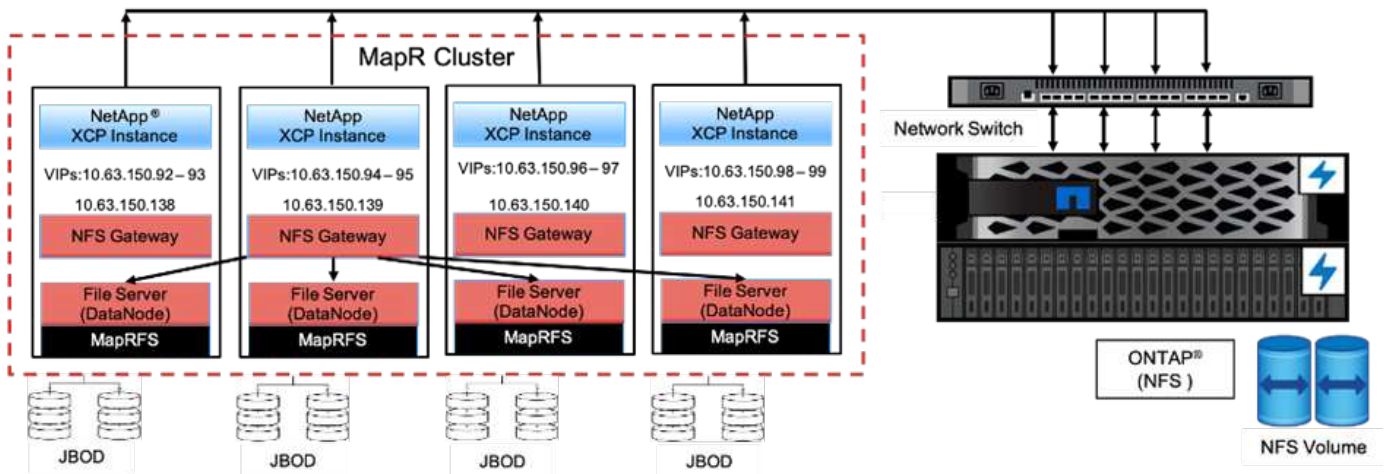 MapR Cluster
NetApp®
XCP Instance
VIPs:10.63.150.92–93
10.63.150.138
NFS Gateway
File Server
(DataNode)
MapRFS
JBOD
NetApp
XCP Instance
VIPs:10.63.150.94–95
10.63.150.139
NFS Gateway
File Server
(DataNode)
MapRFS
JBOD
NetApp
XCP Instance
VIPs:10.63.150.96–97
10.63.150.140
NFS Gateway
File Server
(DataNode)
MapRFS
JBOD
NetApp
XCP Instance
VIPs:10.63.150.98–99
10.63.150.141
NFS Gateway
File Server
(DataNode)
MapRFS
JBOD
Network Switch
ONTAP®
(NFS )
NFS Volume